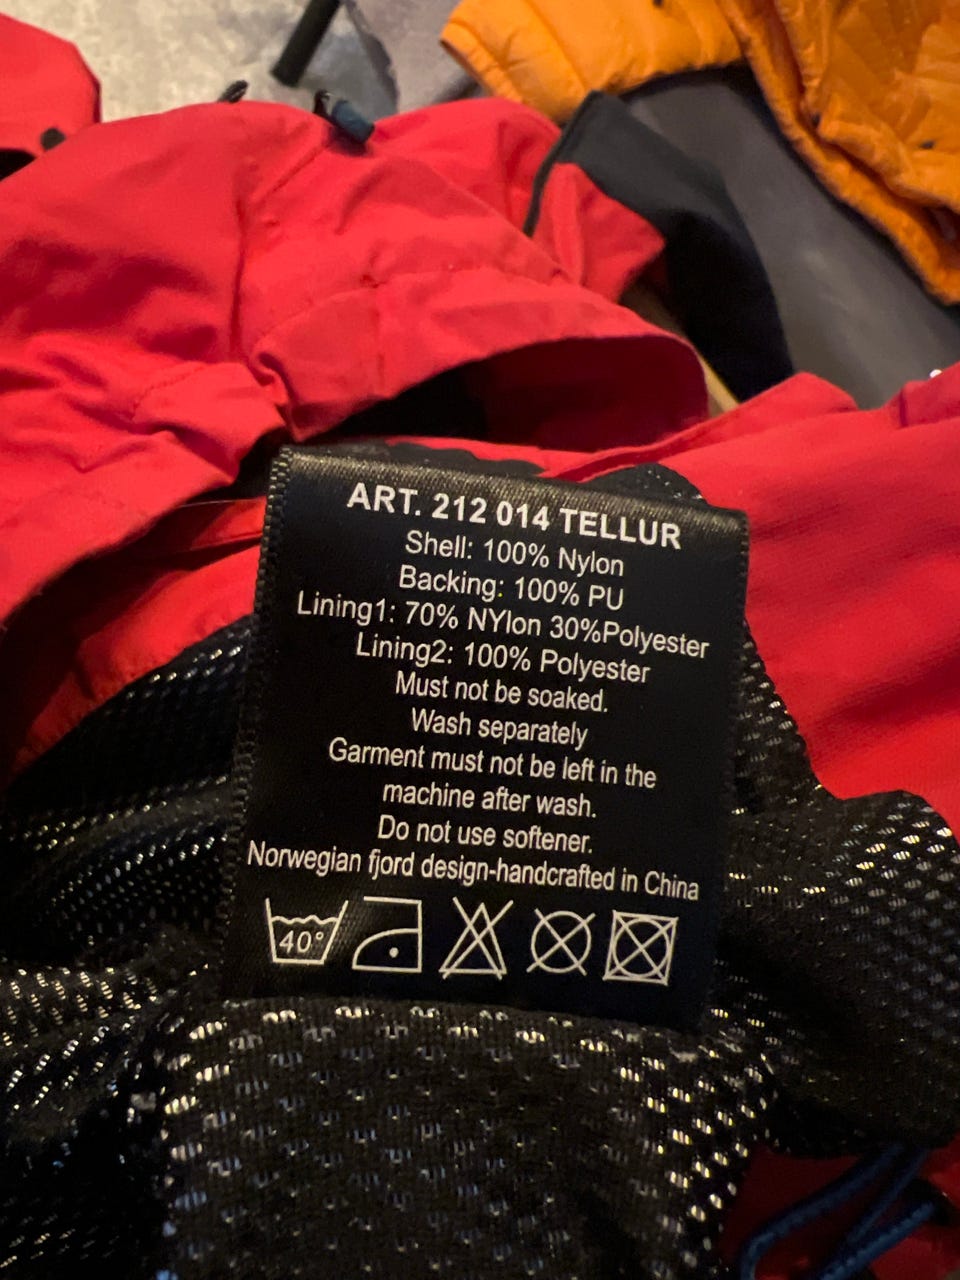 ART. 212 014 TELLUR
Shell: 100% Nylon
Backing: 100% PU
Lining1: 70% NYlon 30%Polyester
Lining2: 100% Polyester
Must not be soaked.
Wash separately
Garment must not be left in the
machine after wash.
Do not use softener.
Norwegian fjord design-handcrafted in China
40°